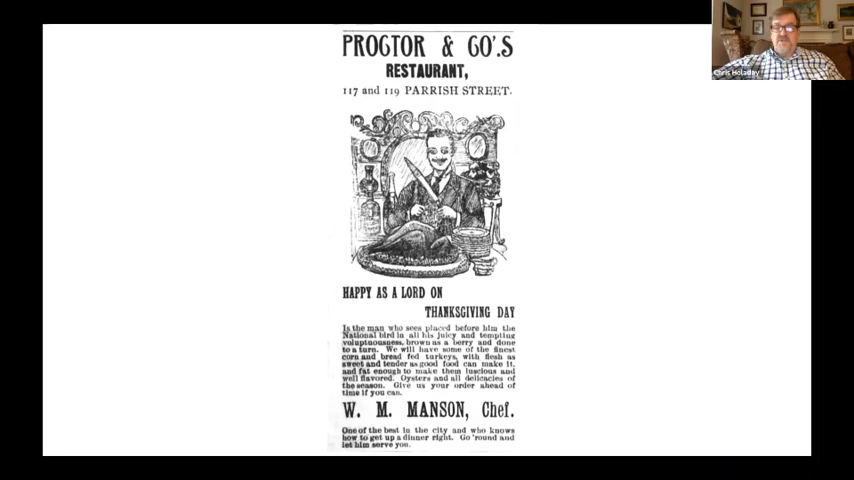 PROCTOR & CO'.S
RESTAURANT,
117 and 119 PARRISH STREET.
HAPPY AS A LORD ON
THANKSGIVING DAY
Is the man who sees placed before him the
National bird in all his juicy and tempting
voluptuousness, brown as a berry and done
to a turn. We will have some of the finest
corn and bread fed turkeys, with flesh as
sweet and tender as good food can make it,
and fat enough to make them luscious and
well flavored. Oysters and all delicacies of
the season. Give us your order ahead of
time if you can.
W. M. MANSON, Chef.
One of the best in the city and who knows
how to get up a dinner right. Go 'round and
let him serve you.
Chris Holaday